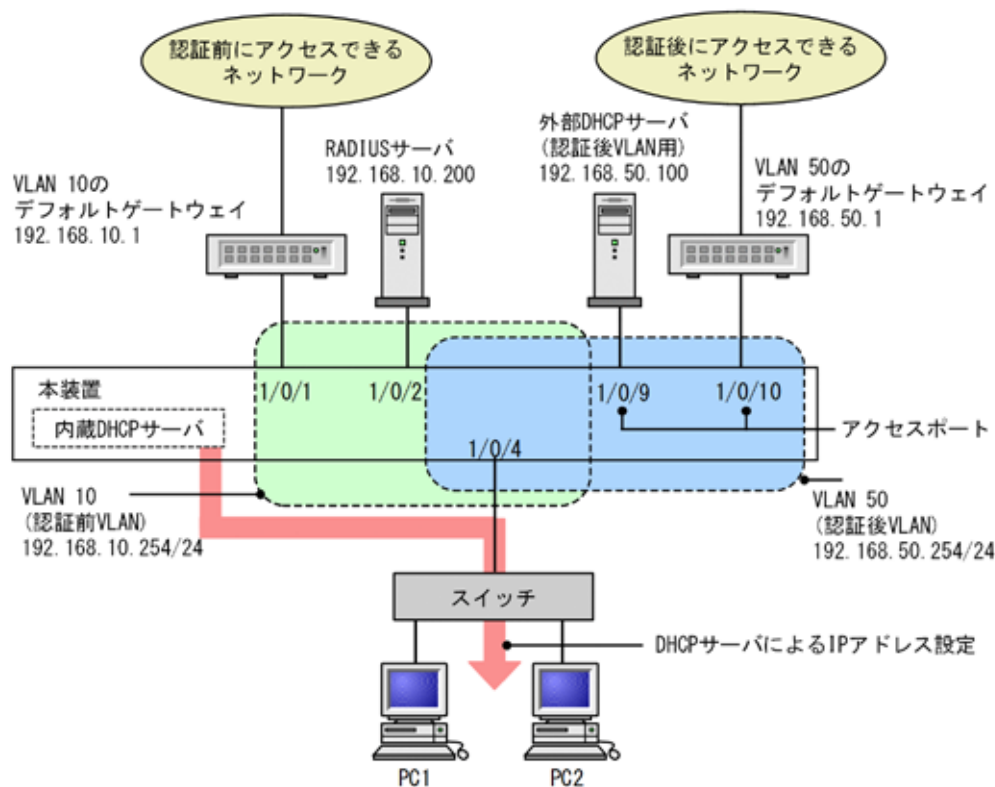 認証前にアクセスできる
ネットワーク
認証後にアクセスできる
ネットワーク
RADIUSサーバ
192.168.10.200
外部DHCPサーバ
(認証後VLAN用)
192.168.50.100
VLAN 10の
デフォルトゲートウェイ
192.168.10.1
VLAN 50の
デフォルトゲートウェイ
192.168.50.1
本装置
内蔵DHCPサーバ
1/0/1
1/0/2
1/0/9
1/0/10
1/0/4
アクセスポート
VLAN 10
(認証前VLAN)
192.168.10.254/24
VLAN 50
(認証後VLAN)
192.168.50.254/24
スイッチ
DHCPサーバによるIPアドレス設定
PC1
PC2